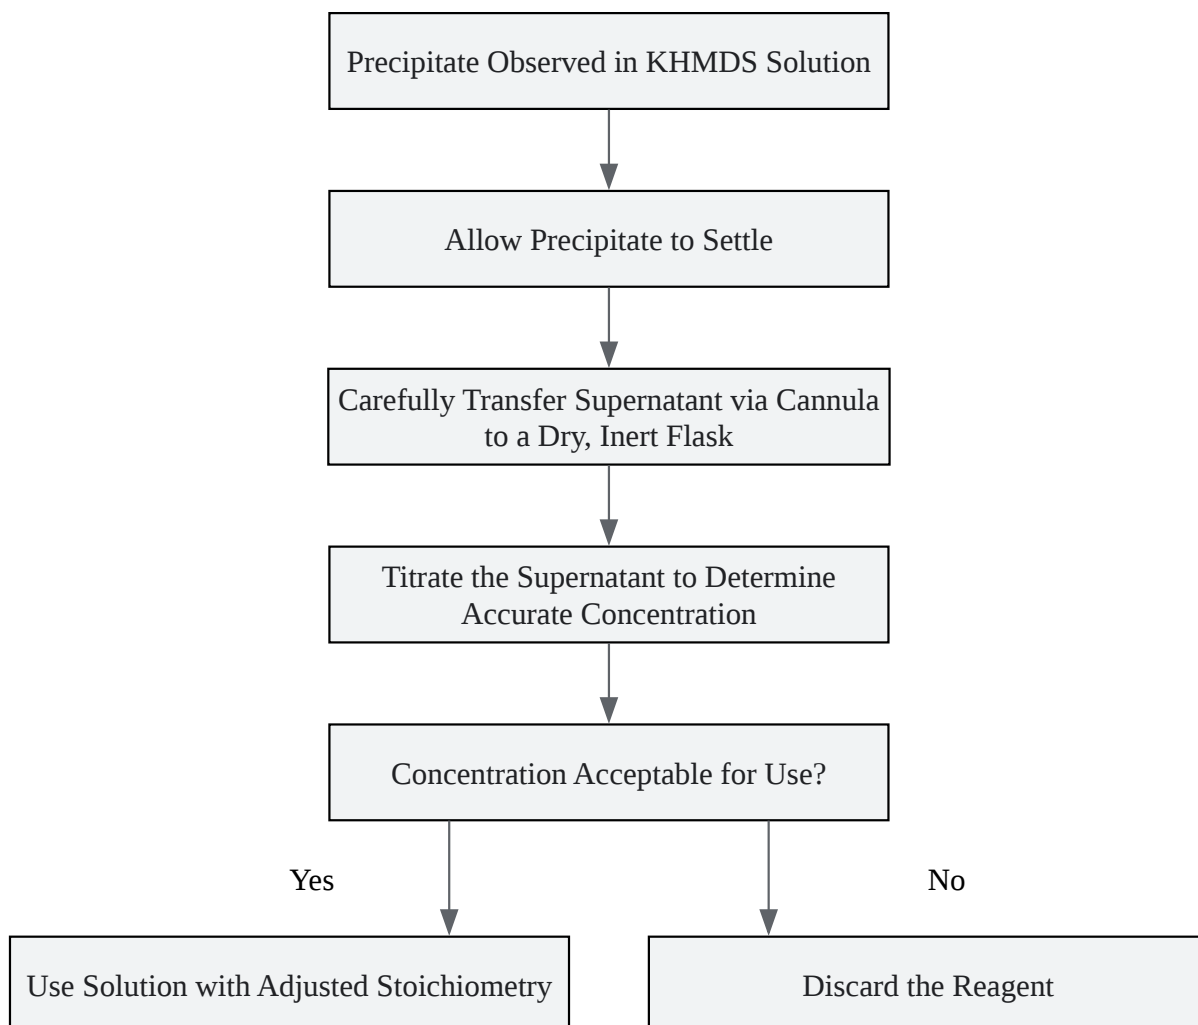 Precipitate Observed in KHMDS Solution
Allow Precipitate to Settle
Carefully Transfer Supernatant via Cannula
to a Dry, Inert Flask
Titrate the Supernatant to Determine
Accurate Concentration
Concentration Acceptable for Use?
Yes
No
Use Solution with Adjusted Stoichiometry
Discard the Reagent